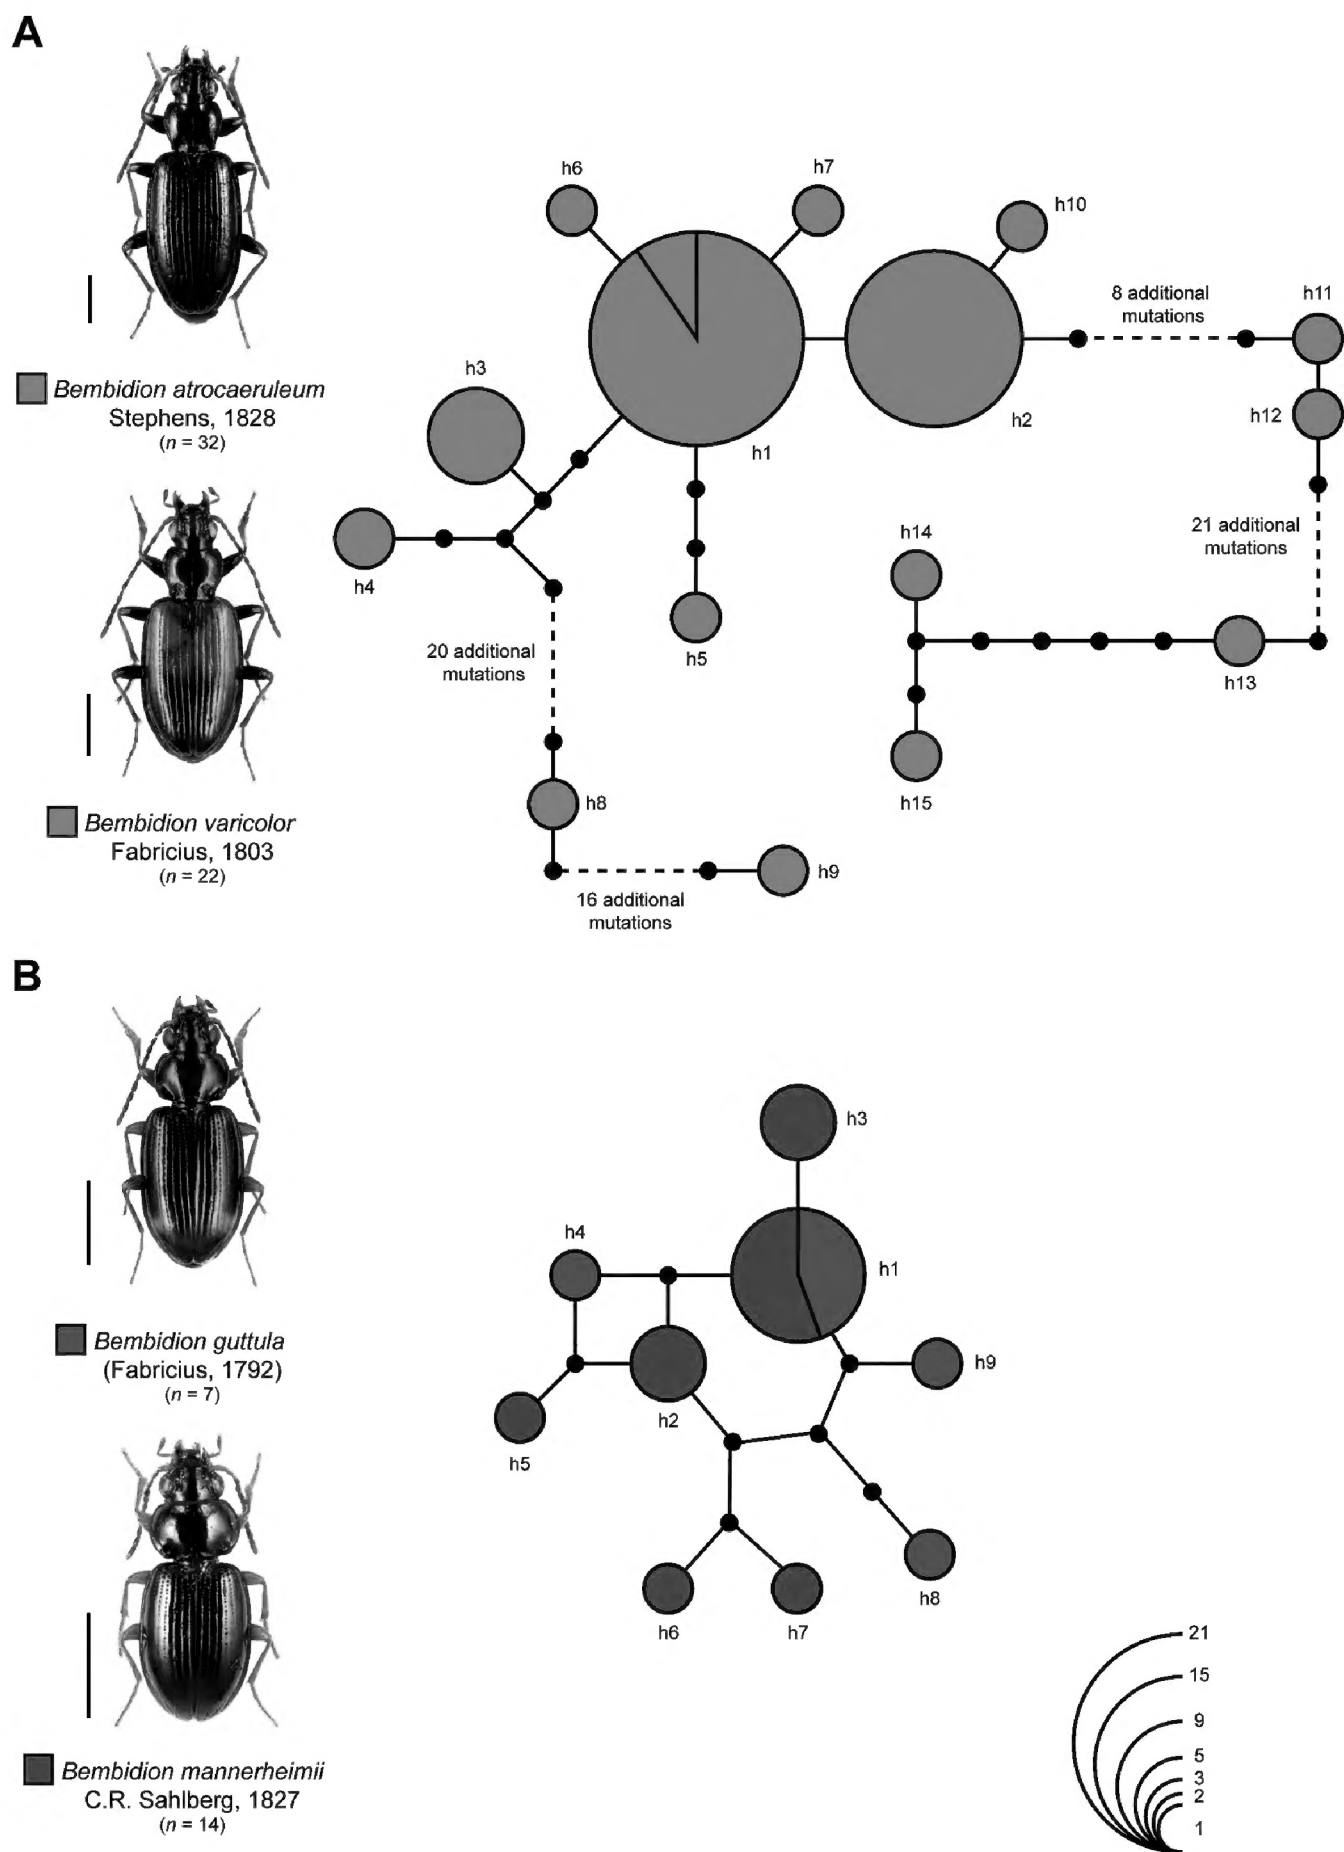 A
Bembidion atrocaeruleum
Stephens, 1828
(n = 32)
Bembidion varicolor
Fabricius, 1803
(n = 22)
h6
h7
h10
8 additional
mutations
h11
h3
h1
h2
h12
h4
h5
21 additional
mutations
h14
20 additional
mutations
h13
h15
h8
h9
16 additional
mutations
B
Bembidion guttula
(Fabricius, 1792)
(n = 7)
Bembidion mannerheimii
C.R. Sahlberg, 1827
(n = 14)
h3
h4
h1
h9
h2
h5
h6
h7
h8
21
15
9
5
3
2
1